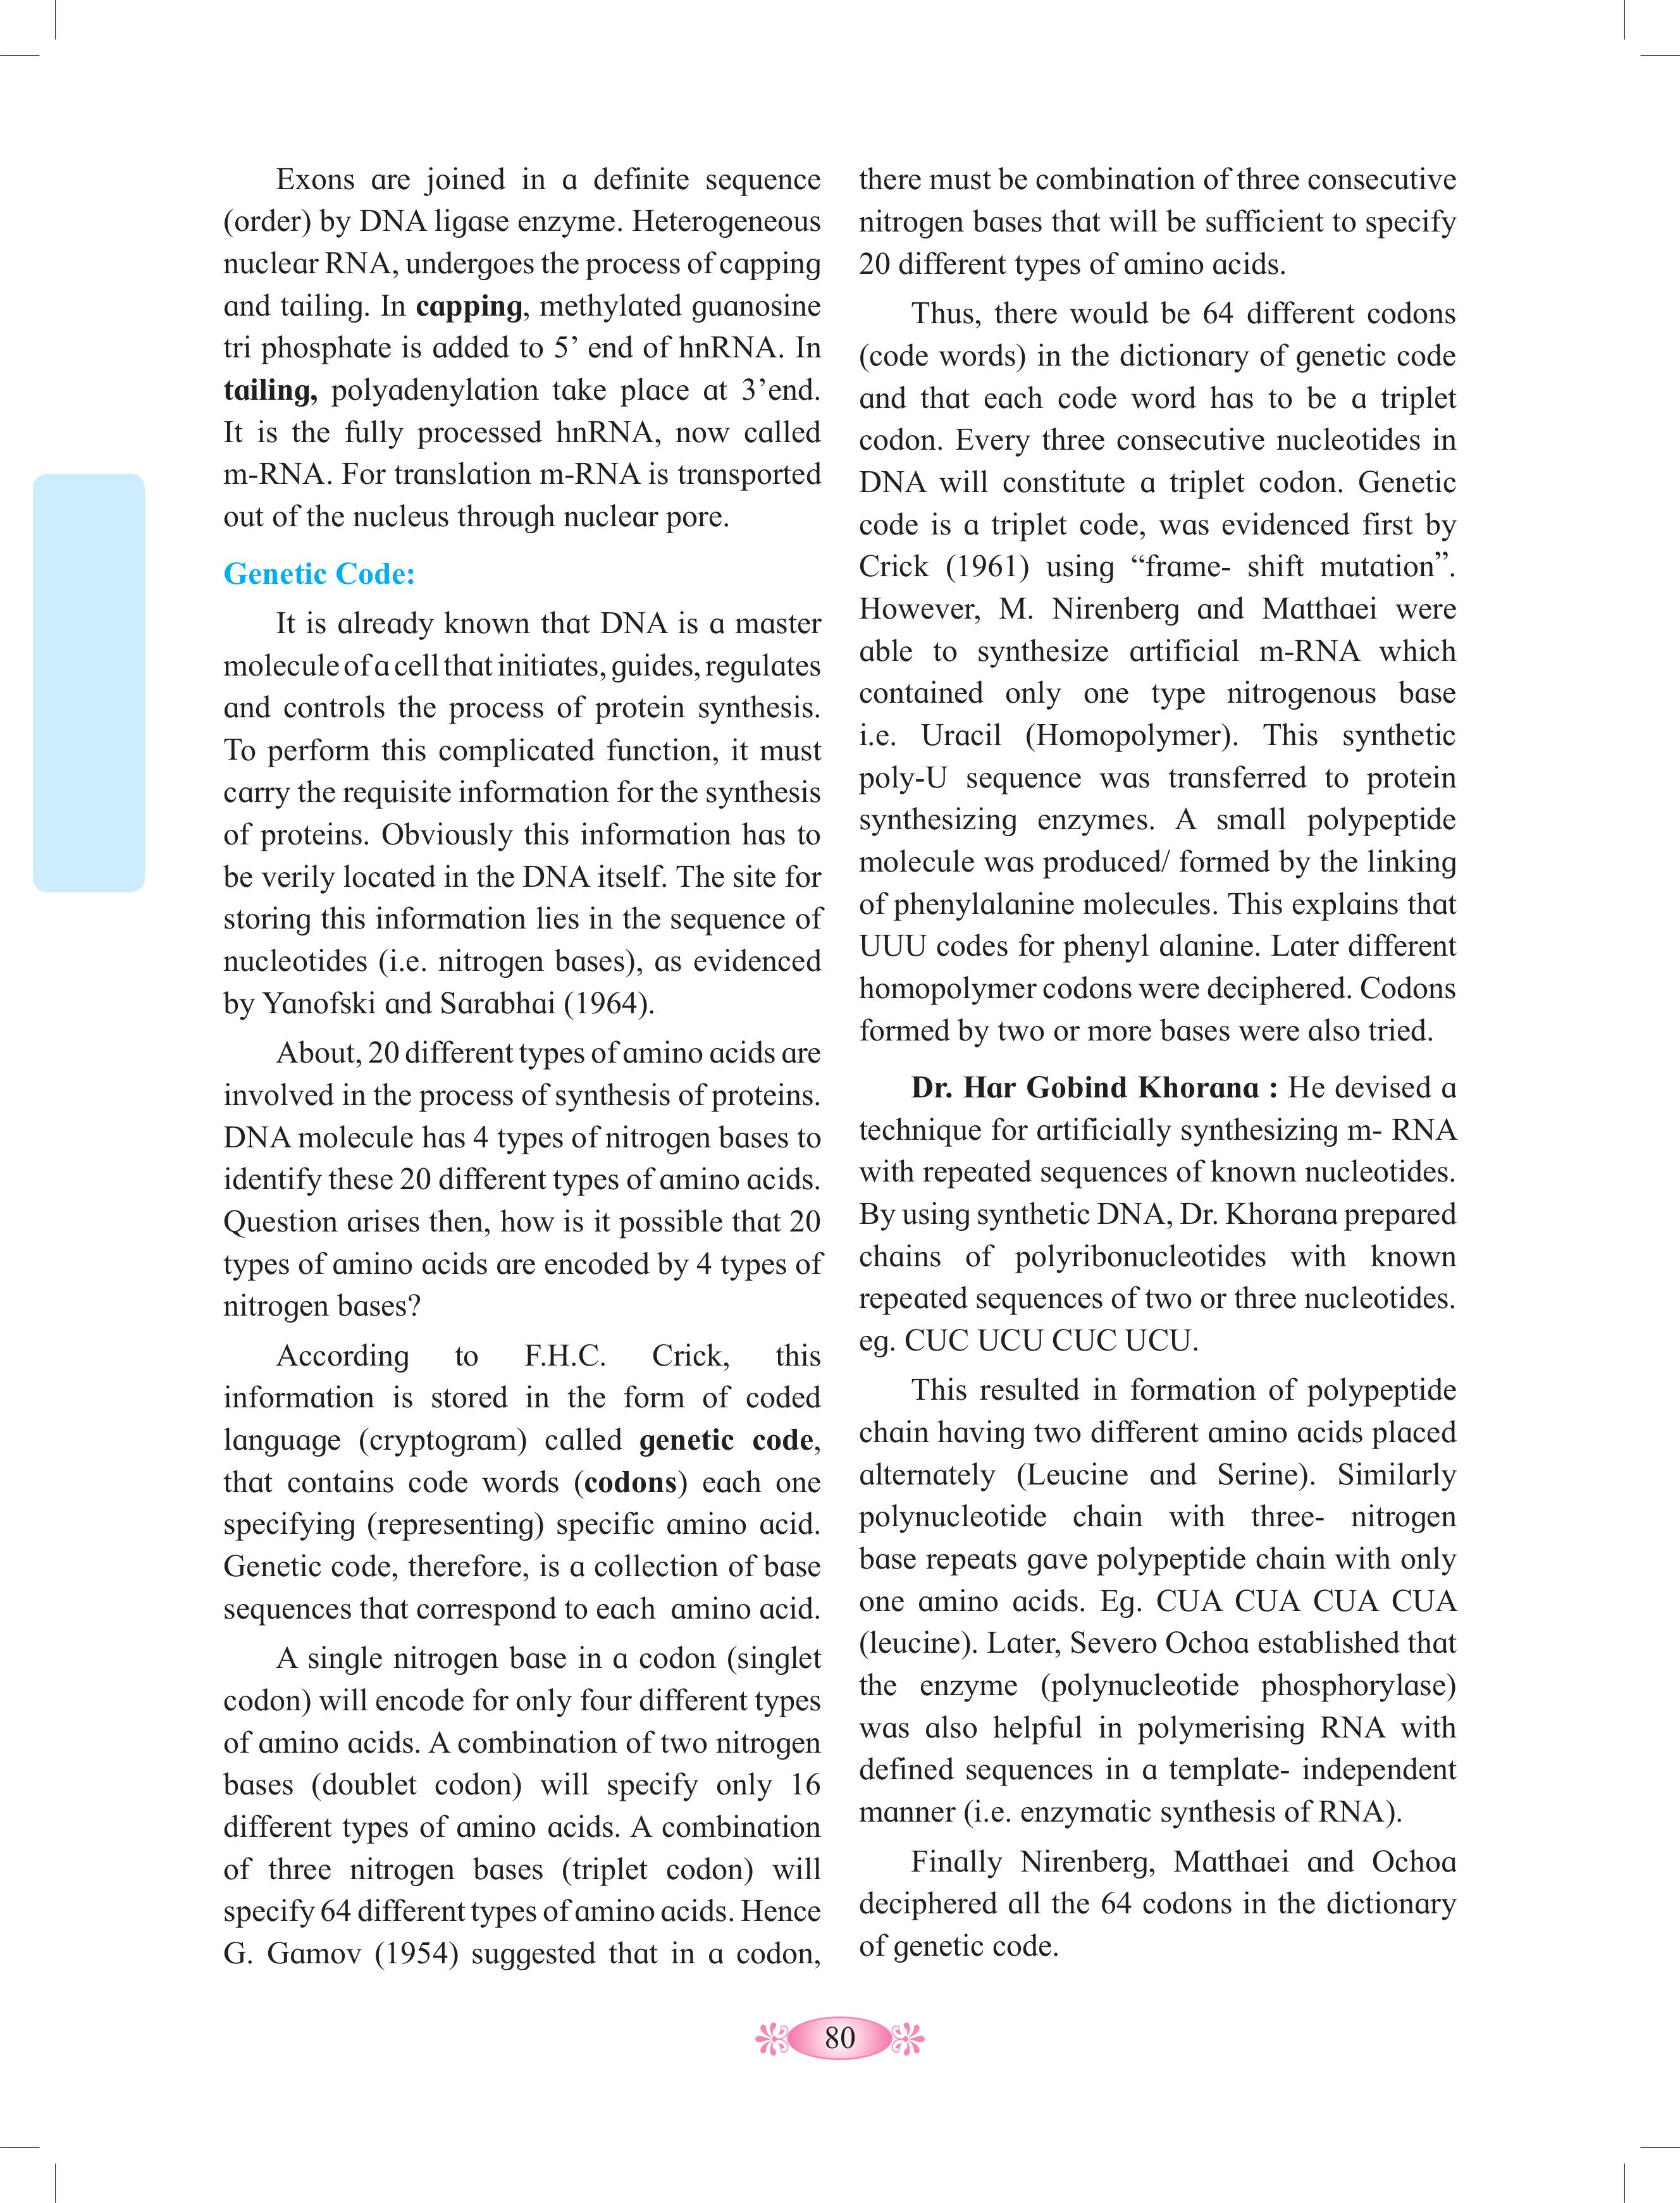 Exons are joined in a definite sequence
(order) by DNA ligase enzyme. Heterogeneous
nuclear RNA, undergoes the process of capping
and tailing. In capping, methylated guanosine
tri phosphate is added to 5’ end of hnRNA. In
tailing, polyadenylation take place at 3’end.
It is the fully processed hnRNA, now called
m-RNA. For translation m-RNA is transported
out of the nucleus through nuclear pore.
Genetic Code:
It is already known that DNA is a master
molecule of a cell that initiates, guides, regulates
and controls the process of protein synthesis.
To perform this complicated function, it must
carry the requisite information for the synthesis
of proteins. Obviously this information has to
be verily located in the DNA itself. The site for
storing this information lies in the sequence of
nucleotides (i.e. nitrogen bases), as evidenced
by Yanofski and Sarabhai (1964).
About, 20 different types of amino acids are
involved in the process of synthesis of proteins.
DNA molecule has 4 types of nitrogen bases to
identify these 20 different types of amino acids.
Question arises then, how is it possible that 20
types of amino acids are encoded by 4 types of
nitrogen bases?
According to F.H.C. Crick, this
information is stored in the form of coded
language (cryptogram) called genetic code,
that contains code words (codons) each one
specifying (representing) specific amino acid.
Genetic code, therefore, is a collection of base
sequences that correspond to each amino acid.
A single nitrogen base in a codon (singlet
codon) will encode for only four different types
of amino acids. A combination of two nitrogen
bases (doublet codon) will specify only 16
different types of amino acids. A combination
of three nitrogen bases (triplet codon) will
specify 64 different types of amino acids. Hence
G. Gamov (1954) suggested that in a codon,
there must be combination of three consecutive
nitrogen bases that will be sufficient to specify
20 different types of amino acids.
Thus, there would be 64 different codons
(code words) in the dictionary of genetic code
and that each code word has to be a triplet
codon. Every three consecutive nucleotides in
DNA will constitute a triplet codon. Genetic
code is a triplet code, was evidenced first by
Crick (1961) using “frame- shift mutation”.
However, M. Nirenberg and Matthaei were
able to synthesize artificial m-RNA which
contained only one type nitrogenous base
i.e. Uracil (Homopolymer). This synthetic
poly-U sequence was transferred to protein
synthesizing enzymes. A small polypeptide
molecule was produced/ formed by the linking
of phenylalanine molecules. This explains that
UUU codes for phenyl alanine. Later different
homopolymer codons were deciphered. Codons
formed by two or more bases were also tried.
Dr. Har Gobind Khorana : He devised a
technique for artificially synthesizing m- RNA
with repeated sequences of known nucleotides.
By using synthetic DNA, Dr. Khorana prepared
chains of polyribonucleotides with known
repeated sequences of two or three nucleotides.
eg. CUC UCU CUC UCU.
This resulted in formation of polypeptide
chain having two different amino acids placed
alternately (Leucine and Serine). Similarly
polynucleotide chain with three- nitrogen
base repeats gave polypeptide chain with only
one amino acids. Eg. CUA CUA CUA CUA
(leucine). Later, Severo Ochoa established that
the enzyme (polynucleotide phosphorylase)
was also helpful in polymerising RNA with
defined sequences in a template- independent
manner (i.e. enzymatic synthesis of RNA).
Finally Nirenberg, Matthaei and Ochoa
deciphered all the 64 codons in the dictionary
of genetic code.
80